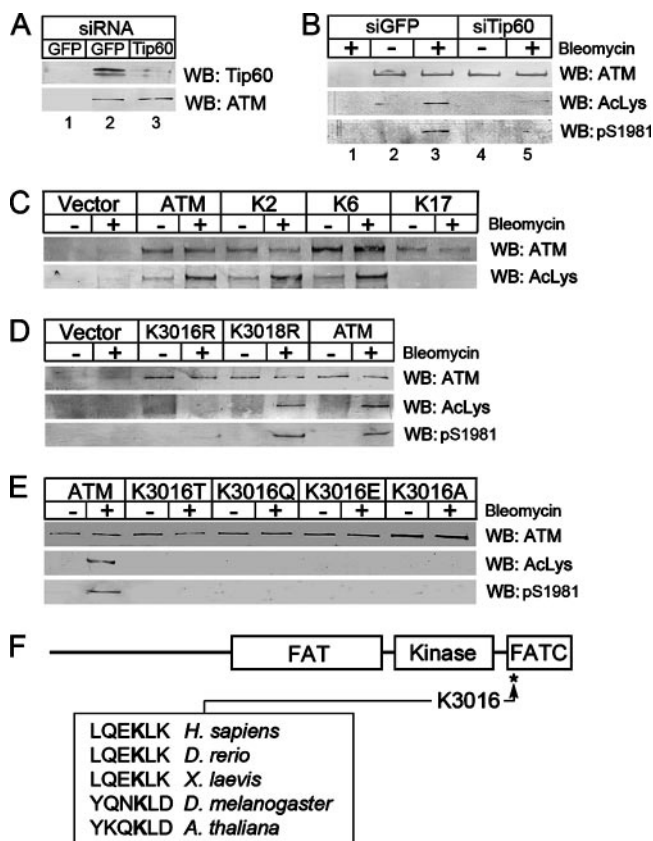 A
siRNA
GFP GFP Tip60
WB: Tip60
WB: ATM
1 2 3
B
siGFP siTip60
+ - + - + Bleomycin
WB: ATM
WB: AcLys
WB: pS1981
1 2 3 4 5
C
Vector ATM K2 K6 K17
- + - + - + - + - + Bleomycin
WB: ATM
WB: AcLys
D
Vector K3016R K3018R ATM
- + - + - + - + Bleomycin
WB: ATM
WB: AcLys
WB: pS1981
E
ATM K3016T K3016Q K3016E K3016A
- + - + - + - + - + Bleomycin
WB: ATM
WB: AcLys
WB: pS1981
F
FAT Kinase FATC
*
K3016
LQEKLK H. sapiens
LQEKLK D. rerio
LQEKLK X. laevis
YQNKLD D. melanogaster
YKQKLD A. thaliana